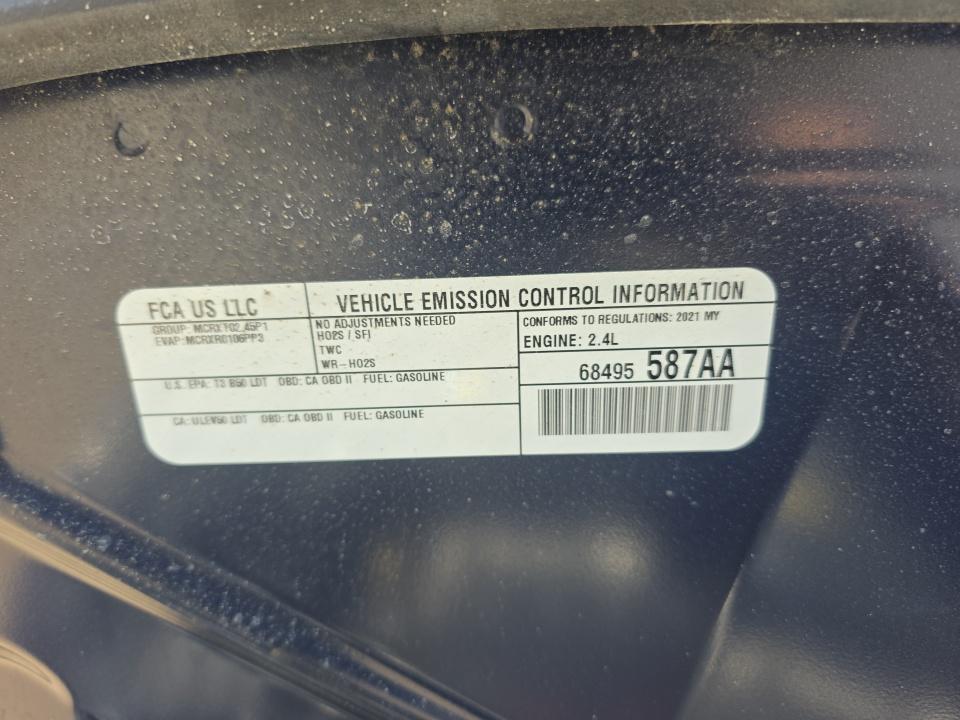 FCA US LLC
VEHICLE EMISSION CONTROL INFORMATION
GROUP: MCRXT02.45P1
EVAP: MCRXR0106PP3
NO ADJUSTMENTS NEEDED
HO2S / SFI
TWC
WR-HO2S
CONFORMS TO REGULATIONS: 2021 MY
ENGINE: 2.4L
68495 587AA
U.S. EPA: T3 B50 LDT OBD: CA OBD II FUEL: GASOLINE
CA: ULEV50 LDT OBD: CA OBD II FUEL: GASOLINE